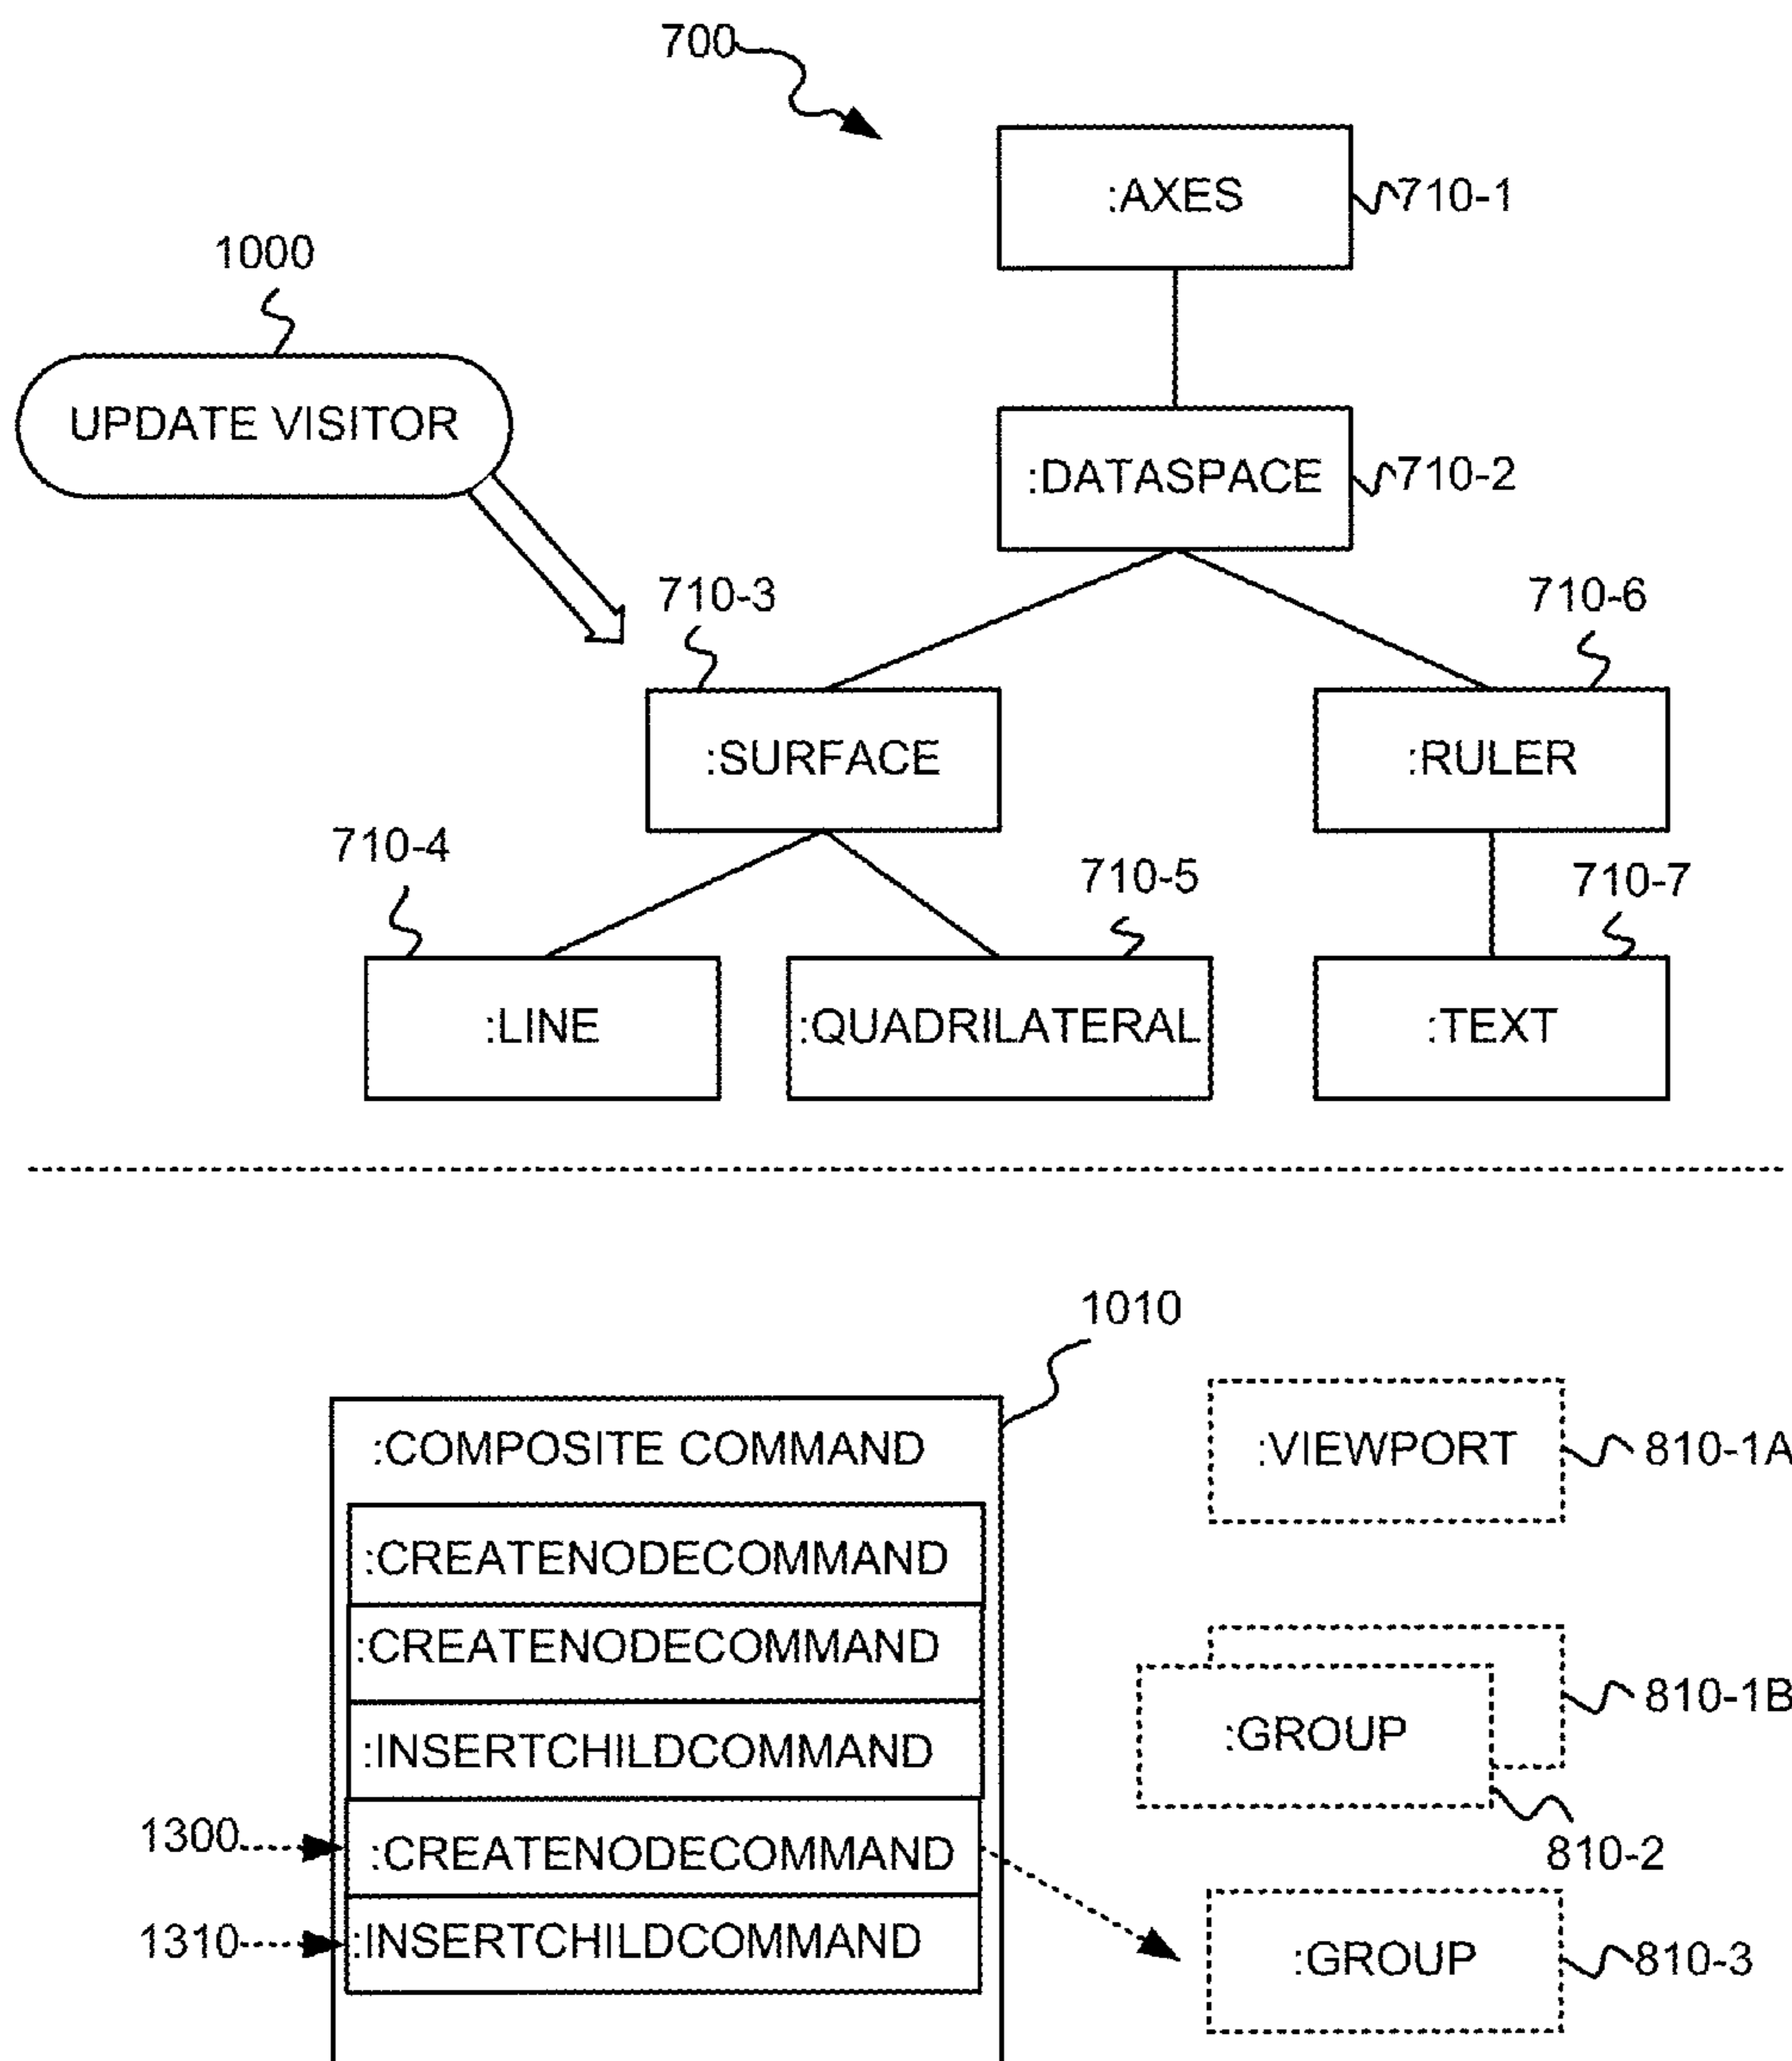 700
:AXES
710-1
1000
UPDATE VISITOR
:DATASPACE
710-2
710-3
710-6
:SURFACE
:RULER
710-4
710-5
710-7
:LINE
:QUADRILATERAL
:TEXT
1010
:COMPOSITE COMMAND
:VIEWPORT
810-1A
:CREATENODECOMMAND
:CREATENODECOMMAND
810-1B
:INSERTCHILDCOMMAND
:GROUP
1300
:CREATENODECOMMAND
810-2
1310
:INSERTCHILDCOMMAND
:GROUP
810-3